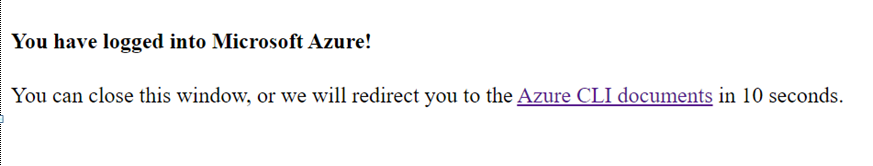 You have logged into Microsoft Azure!
You can close this window, or we will redirect you to the Azure CLI documents in 10 seconds.